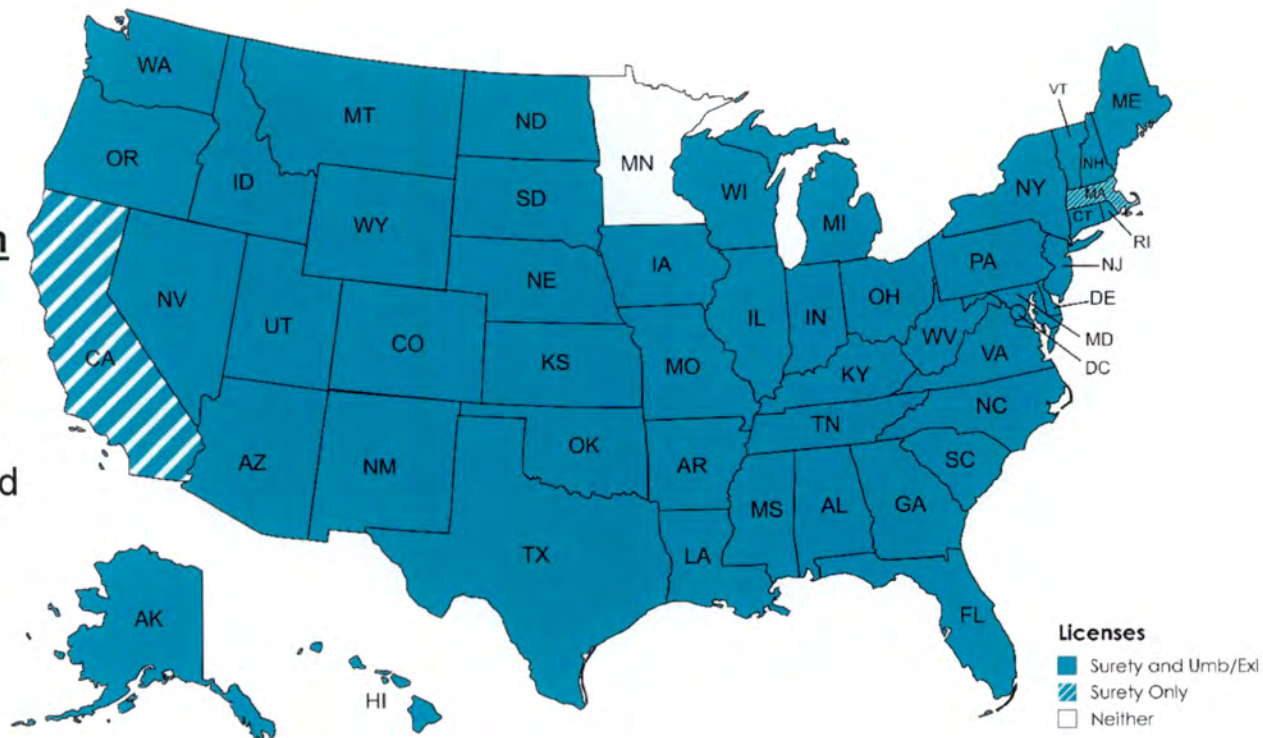 WA
MT
ND
MN
VT
ME
OR
ID
SD
WI
MI
NY
NH
MA
CT
RI
WY
IA
PA
NJ
NE
NV
UT
CO
IL
IN
OH
DE
WV
MD
VA
DC
CA
KS
MO
KY
NC
TN
AZ
NM
OK
AR
SC
MS
AL
GA
TX
LA
AK
FL
HI
Licenses
Surety and Umb/Exl
Surety Only
Neither